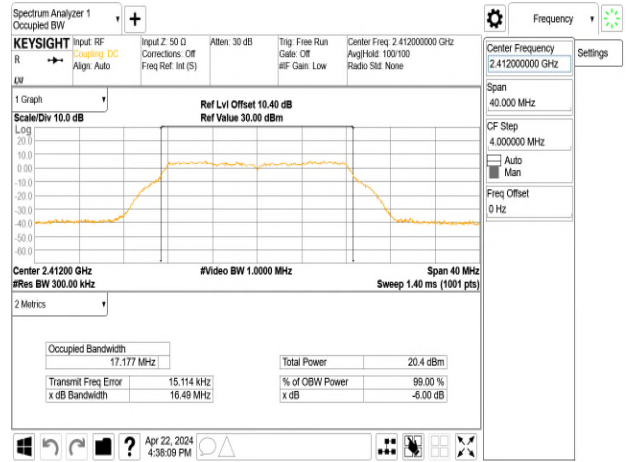 Spectrum Analyzer 1
Occupied BW
Frequency
KEYSIGHT
Input: RF
Coupling: DC
Align: Auto
R
LXI
Input Z: 50 Ω
Corrections: Off
Freq Ref: Int (S)
Atten: 30 dB
Trig: Free Run
Gate: Off
#IF Gain: Low
Center Freq: 2.412000000 GHz
Avg|Hold: 100/100
Radio Std: None
Center Frequency
2.412000000 GHz
Settings
Span
40.000 MHz
CF Step
4.000000 MHz
Auto
Man
Freq Offset
0 Hz
1 Graph
Scale/Div 10.0 dB
Ref Lvl Offset 10.40 dB
Ref Value 30.00 dBm
Log
20.0
10.0
0.00
-10.0
-20.0
-30.0
-40.0
-50.0
-60.0
Center 2.41200 GHz
#Res BW 300.00 kHz
#Video BW 1.0000 MHz
Span 40 MHz
Sweep 1.40 ms (1001 pts)
2 Metrics
Occupied Bandwidth
17.177 MHz
Total Power 20.4 dBm
Transmit Freq Error 15.114 kHz
x dB Bandwidth 16.49 MHz
% of OBW Power 99.00 %
x dB -6.00 dB
?
Apr 22, 2024
4:38:09 PM